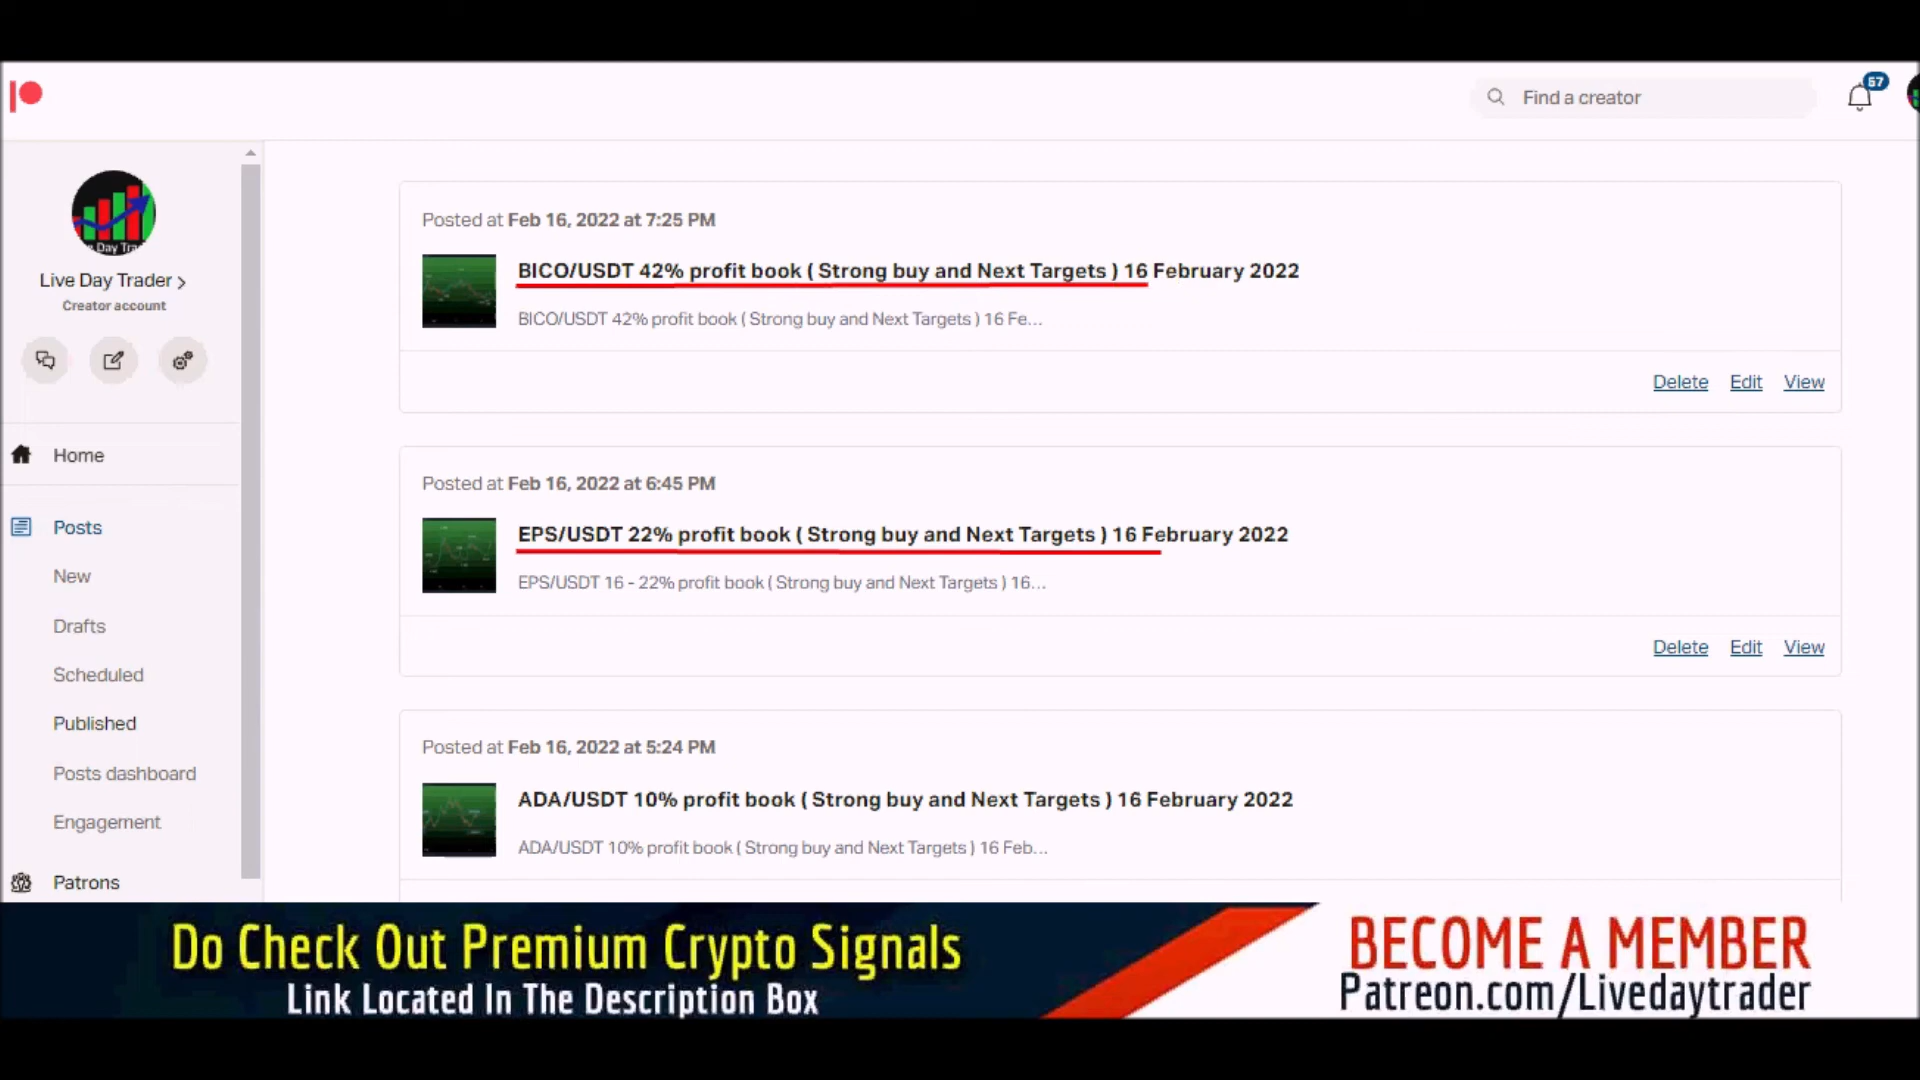 Find a creator
57
Day Tra
Live Day Trader >
Creator account
Home
Posts
New
Drafts
Scheduled
Published
Posts dashboard
Engagement
Patrons
Posted at Feb 16, 2022 at 7:25 PM
BICO/USDT 42% profit book ( Strong buy and Next Targets ) 16 February 2022
BICO/USDT 42% profit book ( Strong buy and Next Targets ) 16 Fe...
Delete Edit View
Posted at Feb 16, 2022 at 6:45 PM
EPS/USDT 22% profit book ( Strong buy and Next Targets ) 16 February 2022
EPS/USDT 16 - 22% profit book ( Strong buy and Next Targets ) 16...
Delete Edit View
Posted at Feb 16, 2022 at 5:24 PM
ADA/USDT 10% profit book ( Strong buy and Next Targets ) 16 February 2022
ADA/USDT 10% profit book ( Strong buy and Next Targets ) 16 Feb...
Do Check Out Premium Crypto Signals
Link Located In The Description Box
BECOME A MEMBER
Patreon.com/Livedaytrader